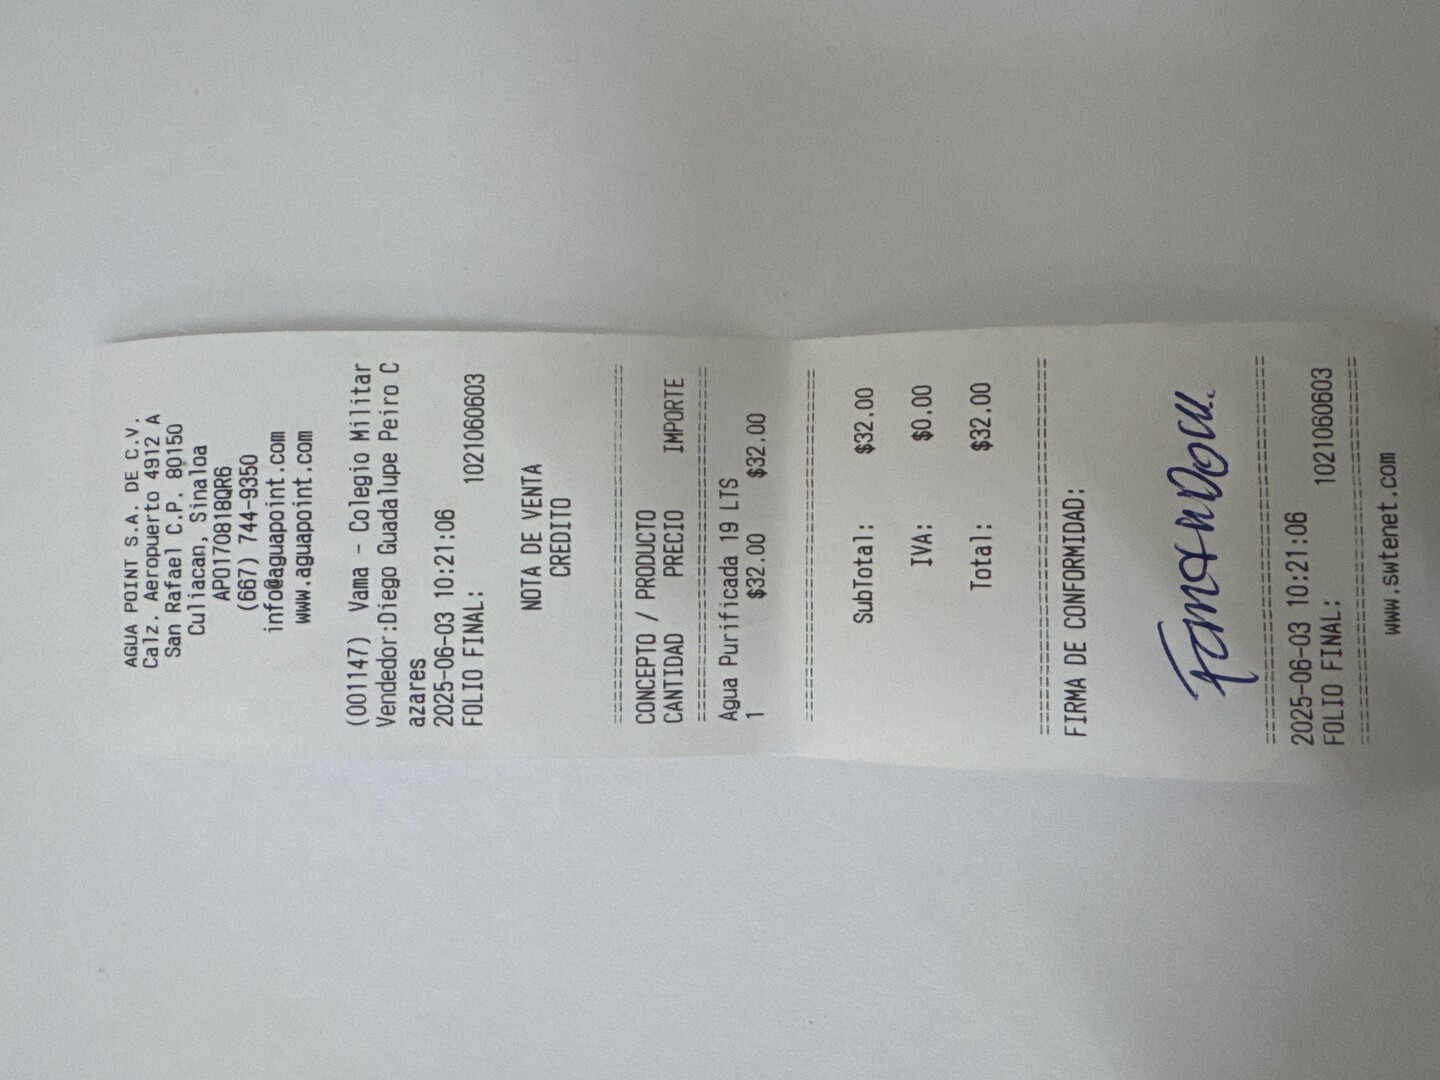 AGUA POINT S.A. DE C.V.
Calz. Aeropuerto 4912 A
San Rafael C.P. 80150
Culiacan, Sinaloa
APO170818QR6
(667) 744-9350
info@aguapoint.com
www.aguapoint.com
(001147) Vama - Colegio Militar
Vendedor:Diego Guadalupe Peiro C
azares
2025-06-03 10:21:06
FOLIO FINAL: 1021060603
NOTA DE VENTA
CREDITO
================================
CONCEPTO / PRODUCTO
CANTIDAD PRECIO IMPORTE
================================
Agua Purificada 19 LTS
1 $32.00 $32.00
================================
SubTotal: $32.00
IVA: $0.00
Total: $32.00
================================
FIRMA DE CONFORMIDAD:
================================
2025-06-03 10:21:06
FOLIO FINAL: 1021060603
================================
www.swtenet.com